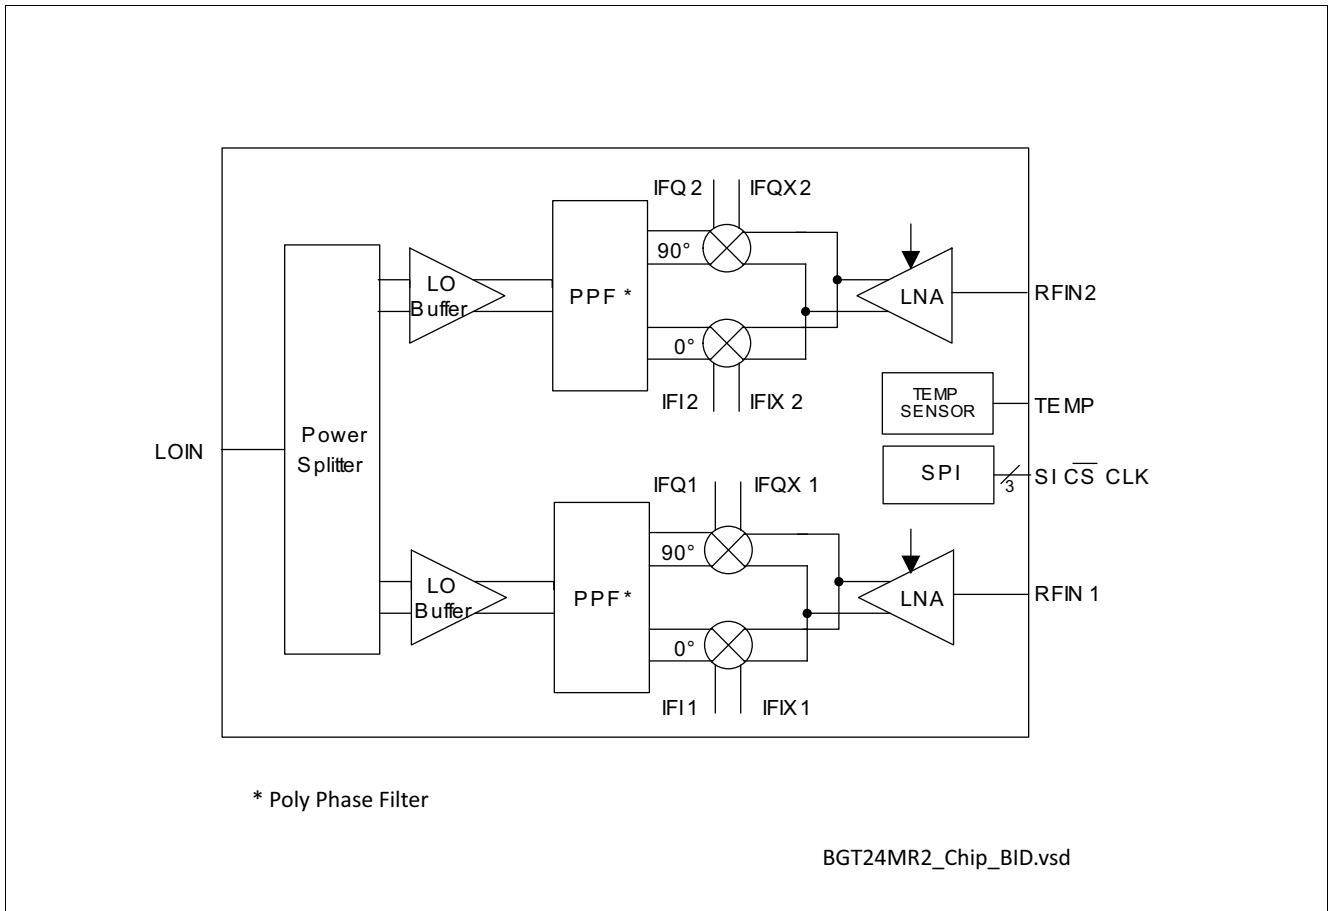 IFQ 2 IFQX 2
90°
LO
Buffer
PPF *
LNA
RFIN2
0°
IFI 2 IFIX 2
TEMP
SENSOR
TEMP
Power
Splitter
LOIN
SPI
3
SI C̅S̅ CLK
IFQ1 IFQX 1
90°
LO
Buffer
PPF *
LNA
RFIN 1
0°
IFI 1 IFIX 1
* Poly Phase Filter
BGT24MR2_Chip_BID.vsd